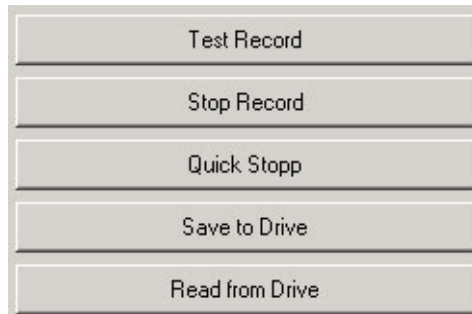 Test Record
Stop Record
Quick Stopp
Save to Drive
Read from Drive